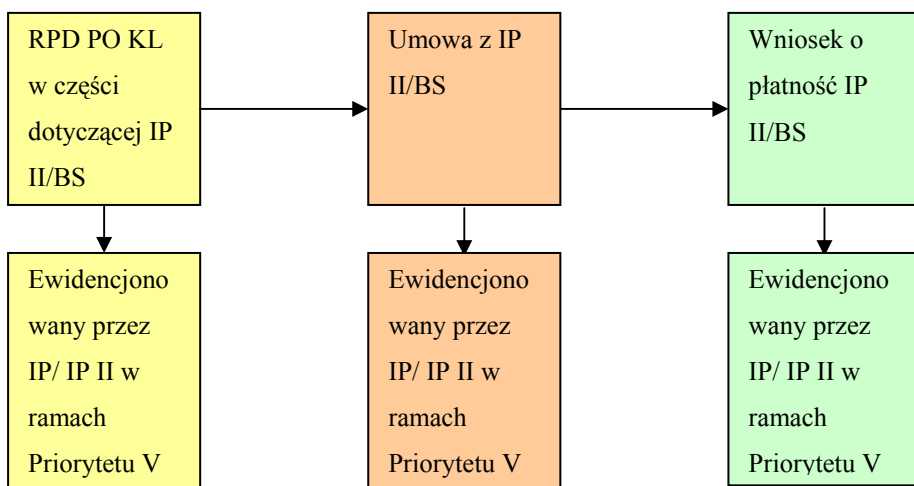 RPD PO KL
w części
dotyczącej IP
II/BS
Umowa z IP
II/BS
Wniosek o
płatność IP
II/BS
Ewidencjono
wany przez
IP/ IP II w
ramach
Priorytetu V
Ewidencjono
wany przez
IP/ IP II w
ramach
Priorytetu V
Ewidencjono
wany przez
IP/ IP II w
ramach
Priorytetu V